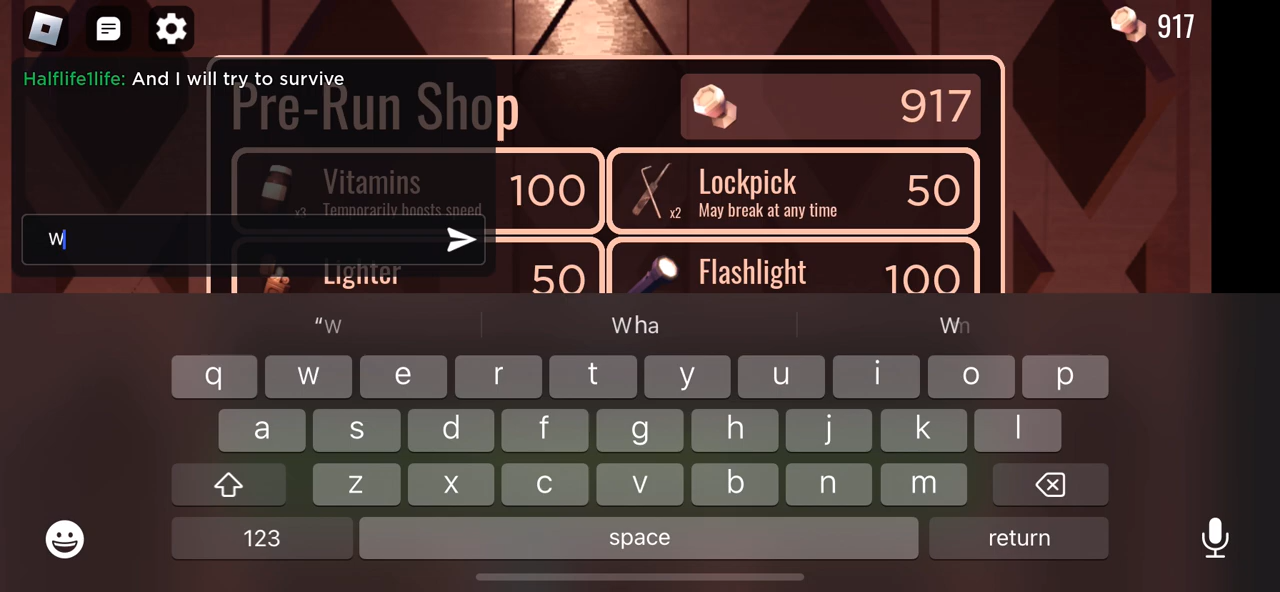 917
Halflife1life: And I will try to survive
Pre-Run Shop
917
Vitamins
x3
Temporarily boosts speed
100
Lockpick
x2
May break at any time
50
W
Lighter
50
Flashlight
100
“W
Wha
Wm
q w e r t y u i o p
a s d f g h j k l
z x c v b n m
123
space
return